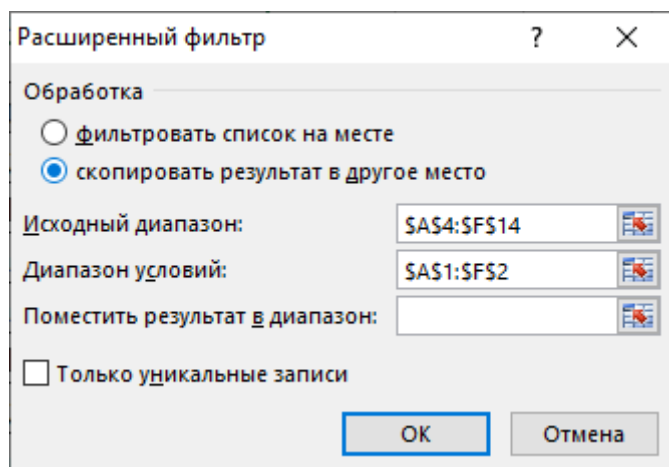 Расширенный фильтр ?
Обработка
фильтровать список на месте
скопировать результат в другое место
Исходный диапазон: $A$4:$F$14
Диапазон условий: $A$1:$F$2
Поместить результат в диапазон:
Только уникальные записи
ОК Отмена